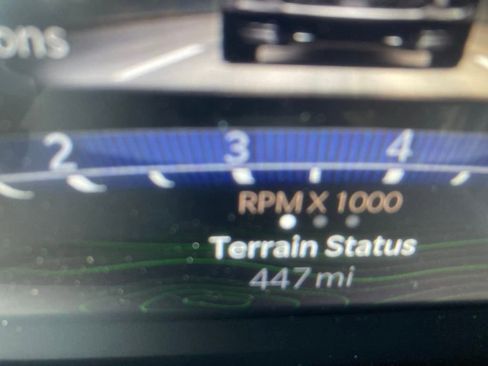 ons
2 3 4
RPM X 1000
Terrain Status
447 mi